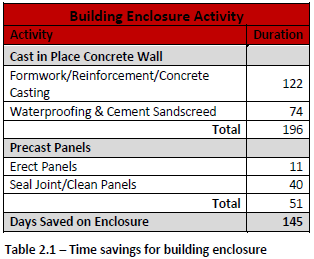 Building Enclosure Activity
Activity Duration
Cast in Place Concrete Wall
Formwork/Reinforcement/Concrete
Casting 122
Waterproofing & Cement Sandscreed 74
Total 196
Precast Panels
Erect Panels 11
Seal Joint/Clean Panels 40
Total 51
Days Saved on Enclosure 145
Table 2.1 – Time savings for building enclosure